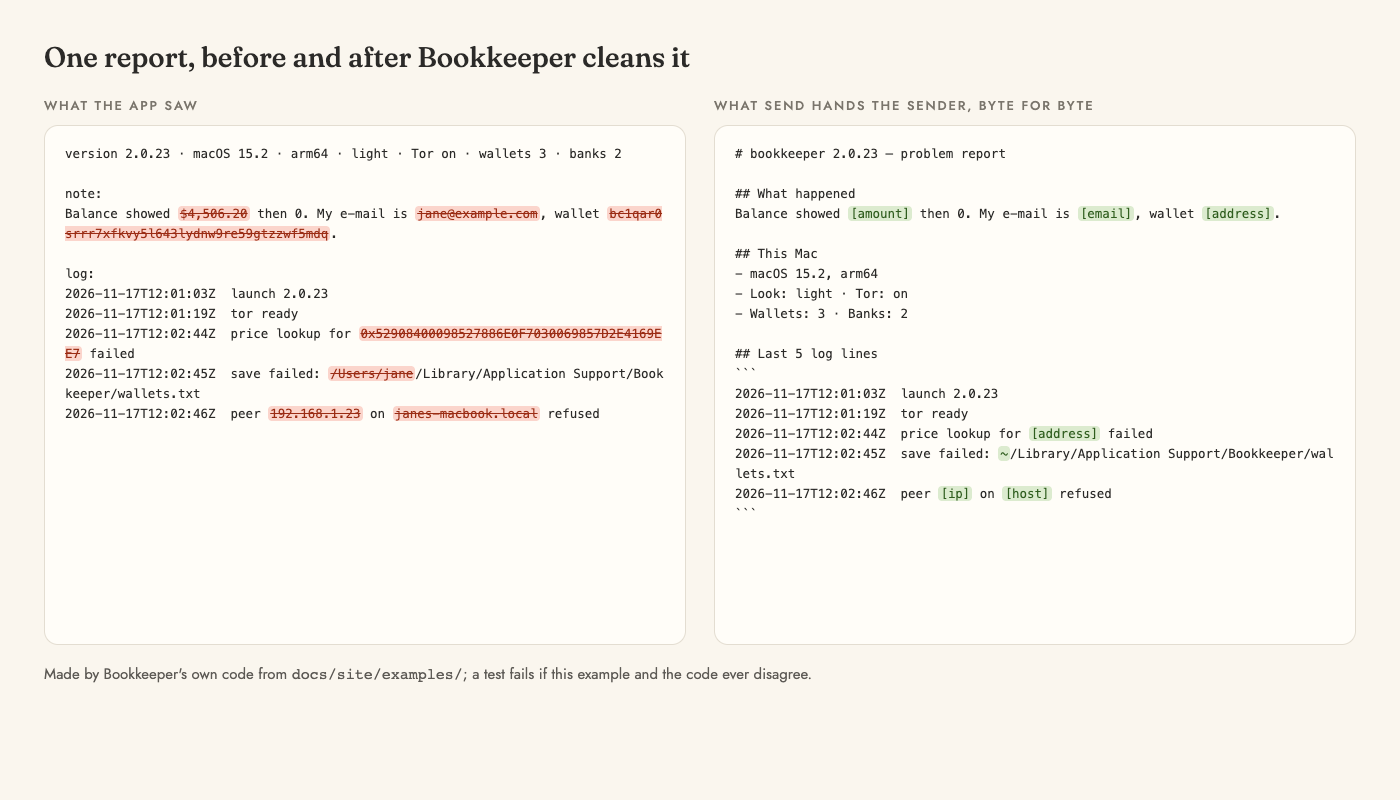 One report, before and after Bookkeeper cleans it
WHAT THE APP SAW
version 2.0.23 · macOS 15.2 · arm64 · light · Tor on · wallets 3 · banks 2
note:
Balance showed $4,506.20 then 0. My e-mail is jane@example.com, wallet bc1qar0
srrr7xfkvy5l643lydnw9re59gtzzwf5mdq.
log:
2026-11-17T12:01:03Z  launch 2.0.23
2026-11-17T12:01:19Z  tor ready
2026-11-17T12:02:44Z  price lookup for 0x52908400098527886E0F7030069857D2E4169E
E7 failed
2026-11-17T12:02:45Z  save failed: /Users/jane/Library/Application Support/Book
keeper/wallets.txt
2026-11-17T12:02:46Z  peer 192.168.1.23 on janes-macbook.local refused
WHAT SEND HANDS THE SENDER, BYTE FOR BYTE
# bookkeeper 2.0.23 — problem report
## What happened
Balance showed [amount] then 0. My e-mail is [email], wallet [address].
## This Mac
- macOS 15.2, arm64
- Look: light · Tor: on
- Wallets: 3 · Banks: 2
## Last 5 log lines
```
2026-11-17T12:01:03Z  launch 2.0.23
2026-11-17T12:01:19Z  tor ready
2026-11-17T12:02:44Z  price lookup for [address] failed
2026-11-17T12:02:45Z  save failed: ~/Library/Application Support/Bookkeeper/wal
lets.txt
2026-11-17T12:02:46Z  peer [ip] on [host] refused
```
Made by Bookkeeper's own code from docs/site/examples/; a test fails if this example and the code ever disagree.